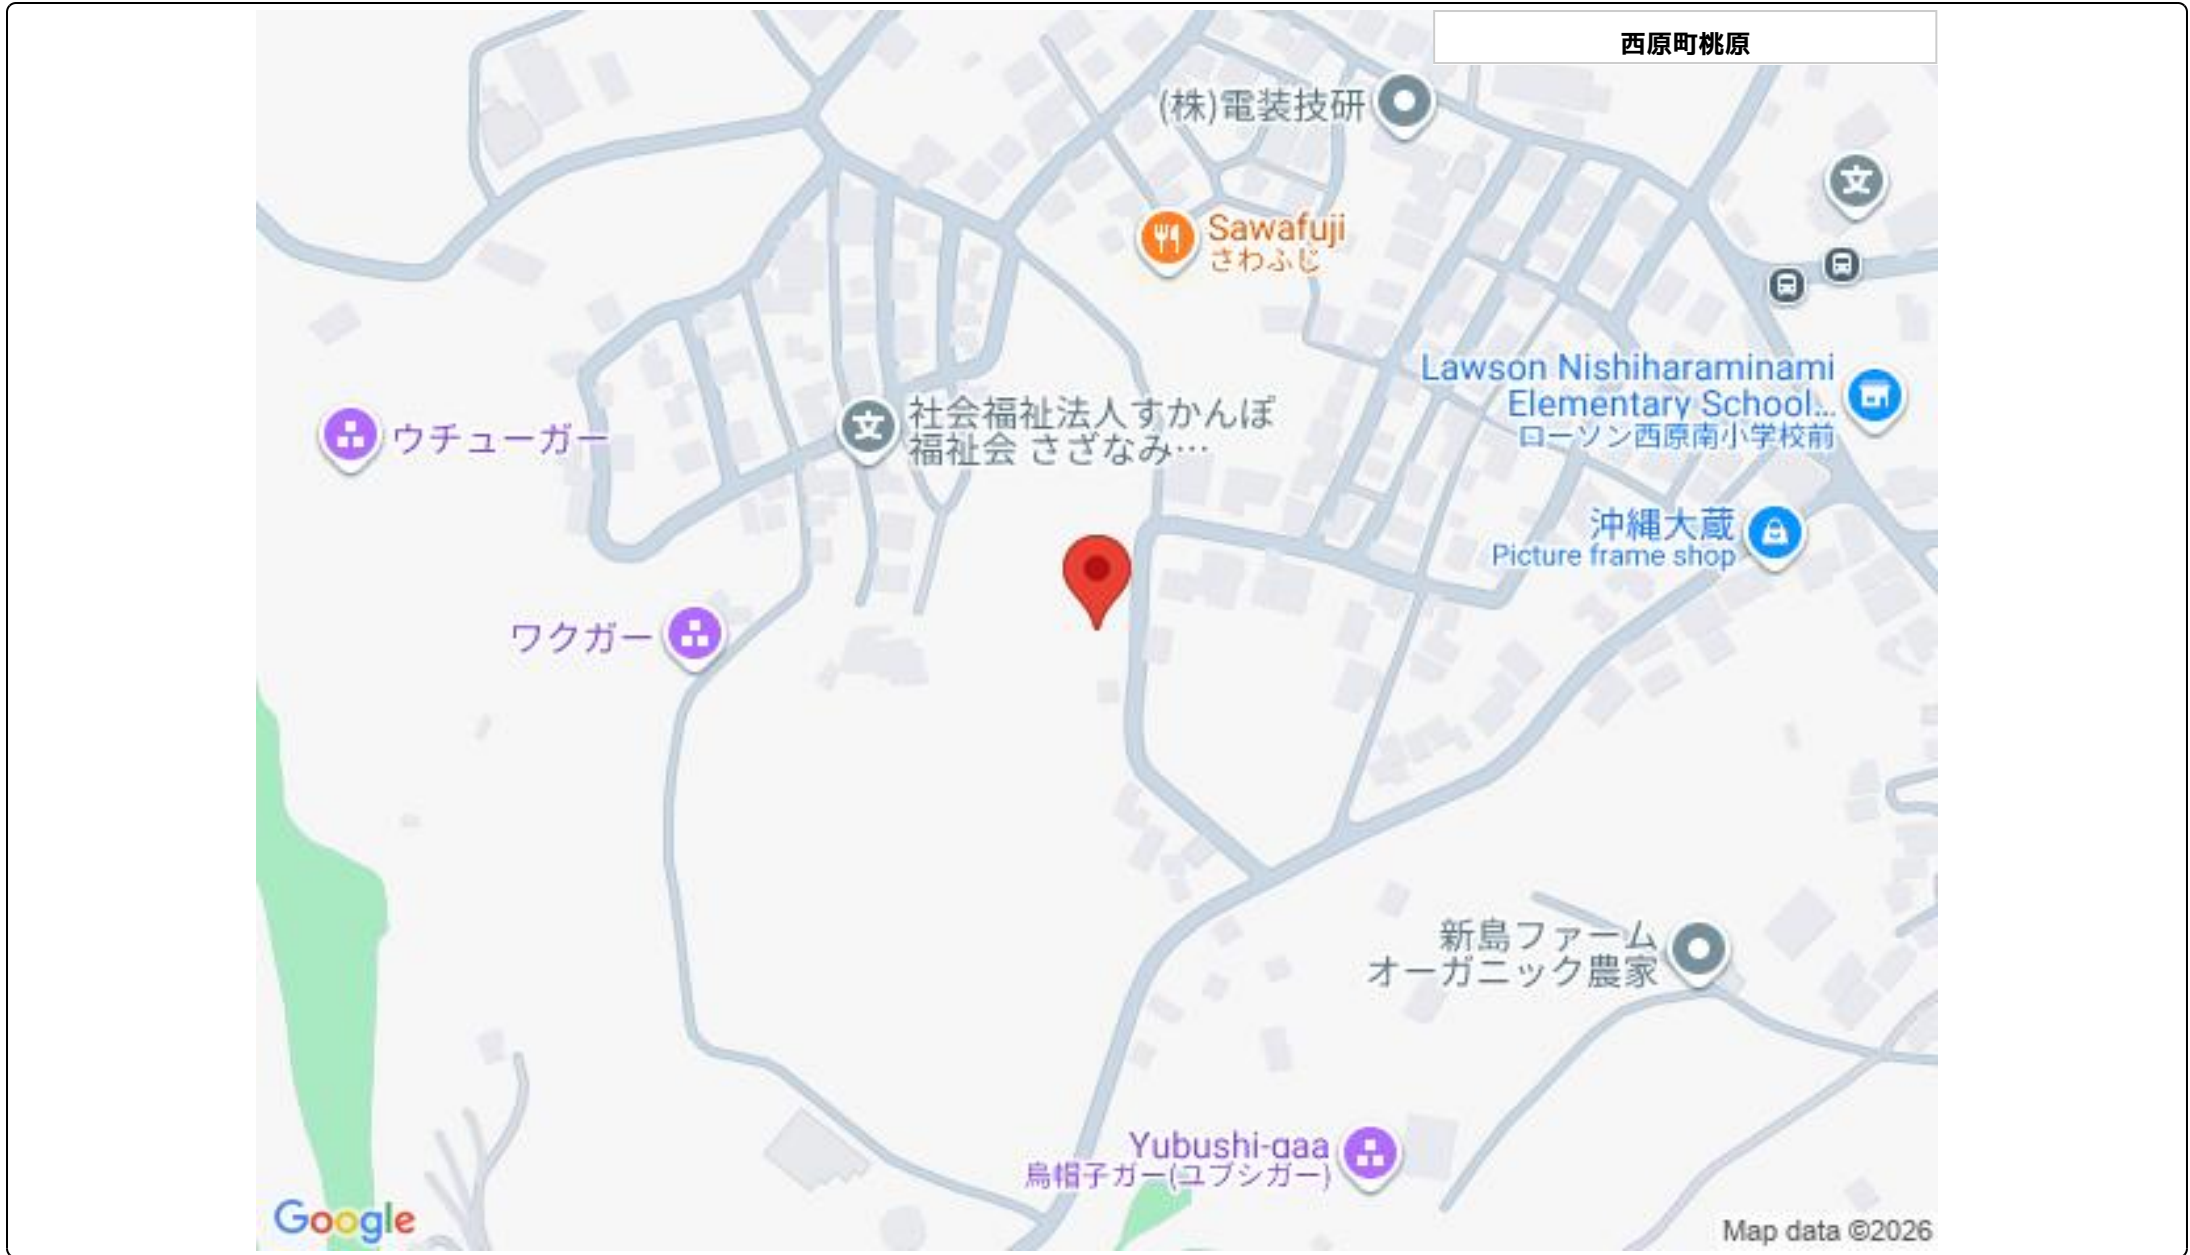 西原町桃原
(株)電装技研
文
Sawafuji
さわふじ
Lawson Nishiharaminami
Elementary School...
ローソン西原南小学校前
ウチューガー
文
社会福祉法人すかんぽ
福祉会 さざなみ…
沖縄大蔵
Picture frame shop
ワクガー
新島ファーム
オーガニック農家
Yubushi-gaa
烏帽子ガー(ユブシガー)
Google
Map data ©2026